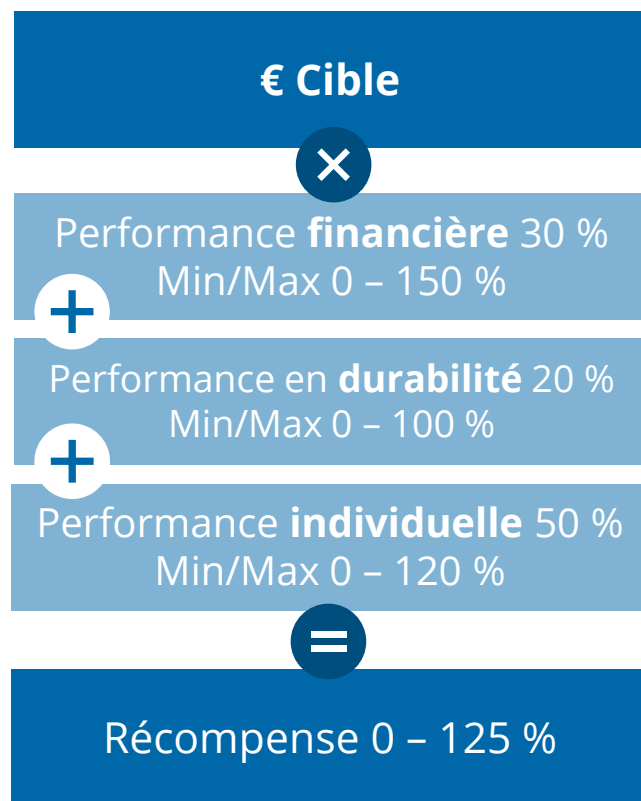 € Cible
×
Performance financière 30 %
Min/Max 0 – 150 %
+
Performance en durabilité 20 %
Min/Max 0 – 100 %
+
Performance individuelle 50 %
Min/Max 0 – 120 %
=
Récompense 0 – 125 %